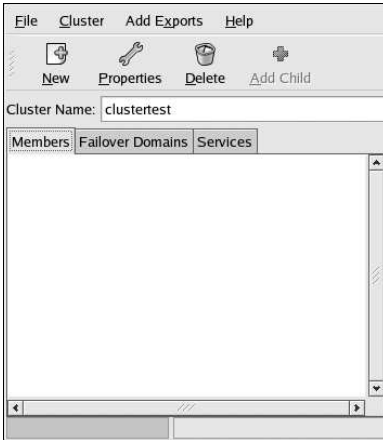 File Cluster Add Exports Help
New Properties Delete Add Child
Cluster Name: clustertest
Members Failover Domains Services